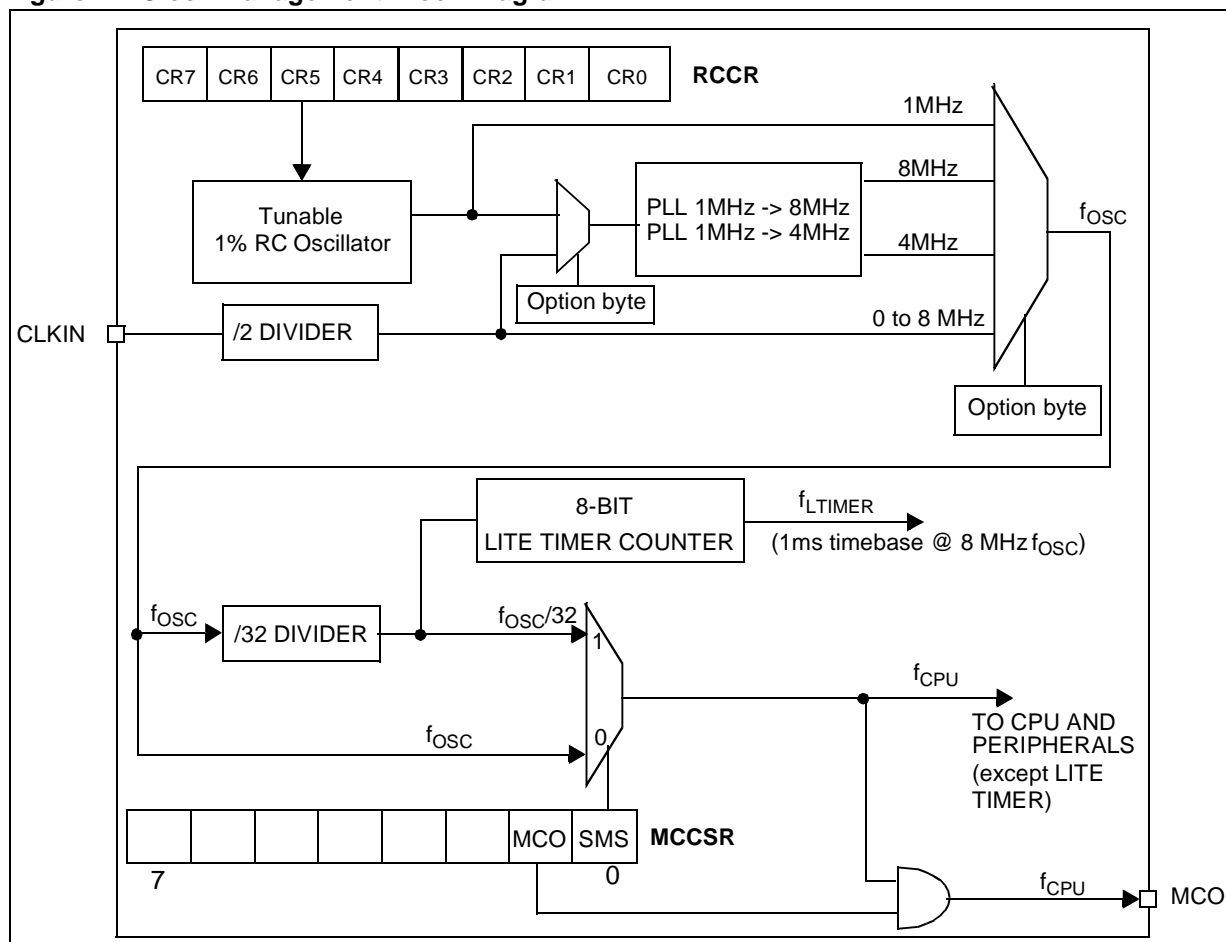 CR7 CR6 CR5 CR4 CR3 CR2 CR1 CR0 RCCR
1MHz
8MHz
Tunable
1% RC Oscillator
PLL 1MHz -> 8MHz
PLL 1MHz -> 4MHz
fOSC
4MHz
Option byte
CLKIN
/2 DIVIDER
0 to 8 MHz
Option byte
8-BIT
LITE TIMER COUNTER
fLTIMER
(1ms timebase @ 8 MHz fOSC)
fOSC
/32 DIVIDER
fOSC/32
1
fCPU
TO CPU AND
PERIPHERALS
(except LITE
TIMER)
fOSC
0
MCO SMS MCCSR
7 0
fCPU
MCO